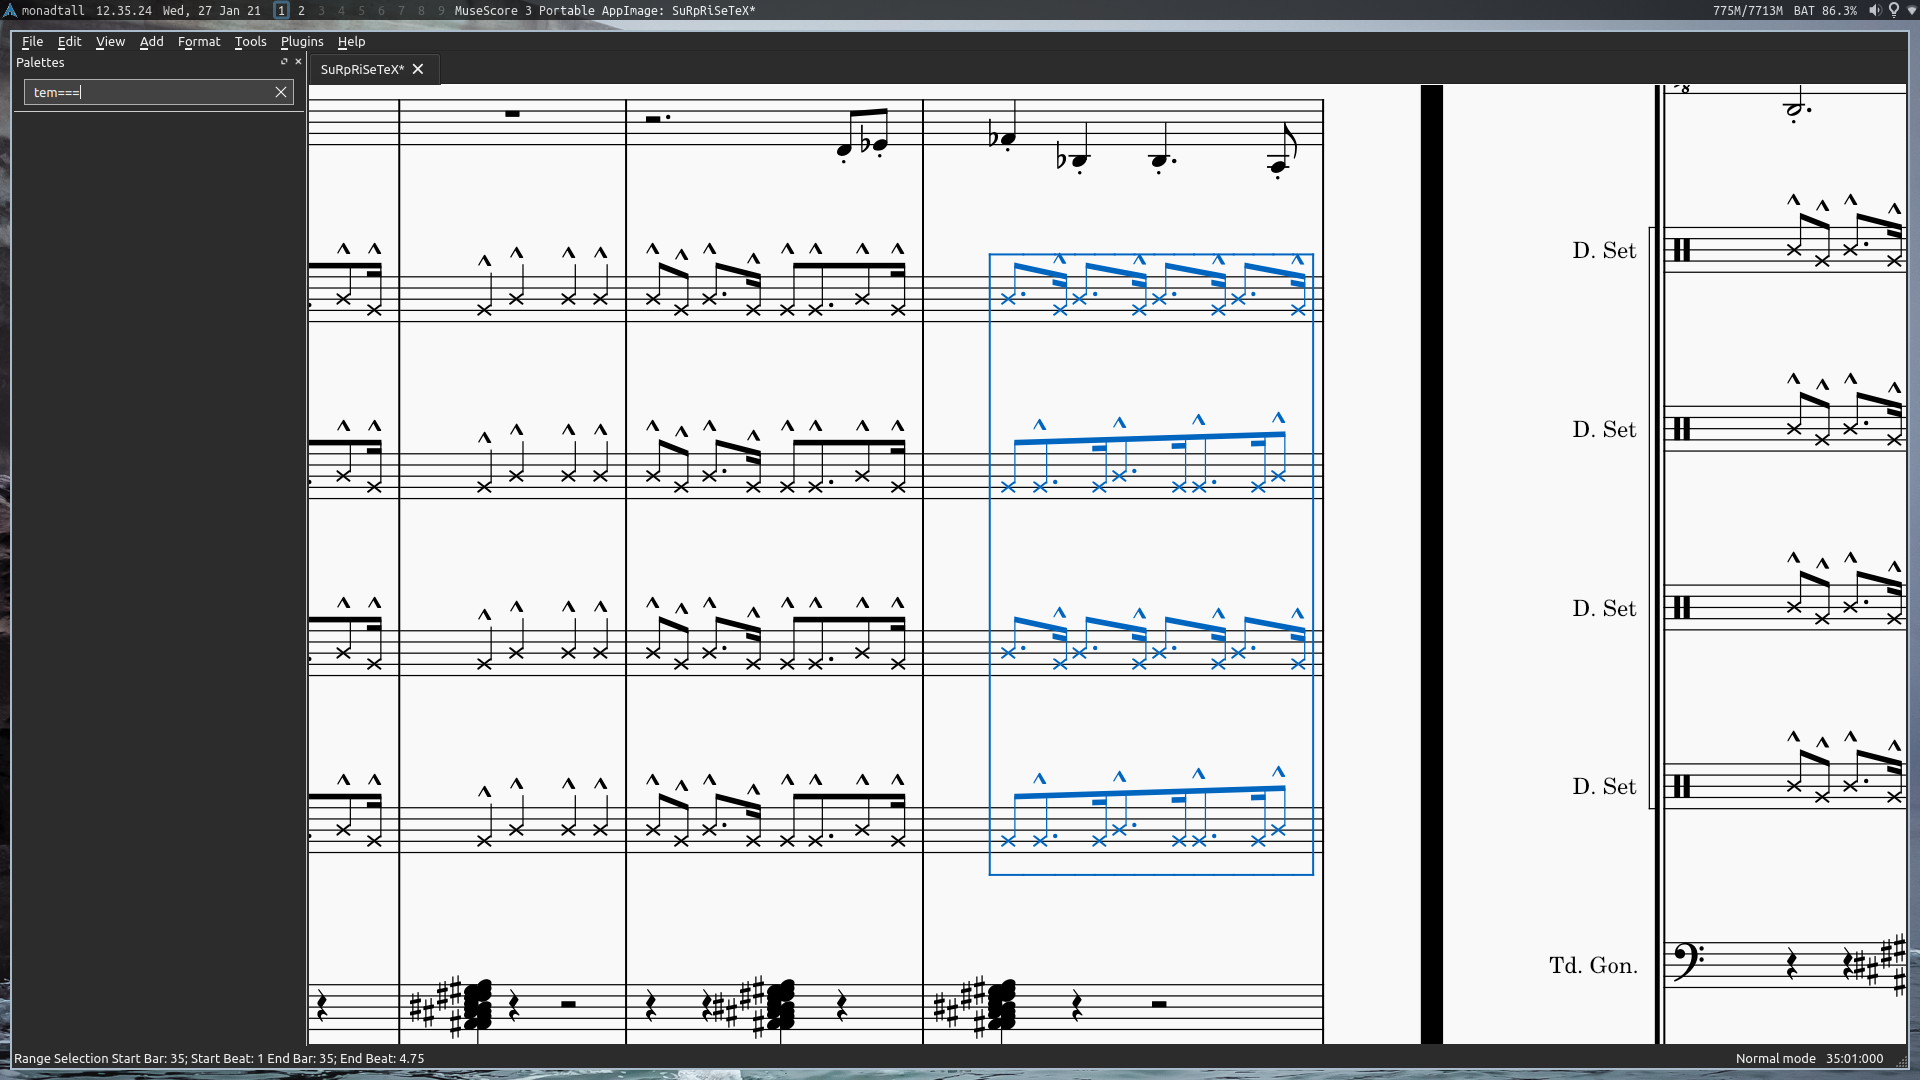 monadtall 12.35.24 Wed, 27 Jan 21 1 2 3 4 5 6 7 8 9 MuseScore 3 Portable AppImage: SuRpRiSeTeX* 775M/7713M BAT 86.3%
File Edit View Add Format Tools Plugins Help
Palettes
SuRpRiSeTeX*
tem===
D. Set
D. Set
D. Set
D. Set
Td. Gon.
Range Selection Start Bar: 35; Start Beat: 1 End Bar: 35; End Beat: 4.75 Normal mode 35:01:000